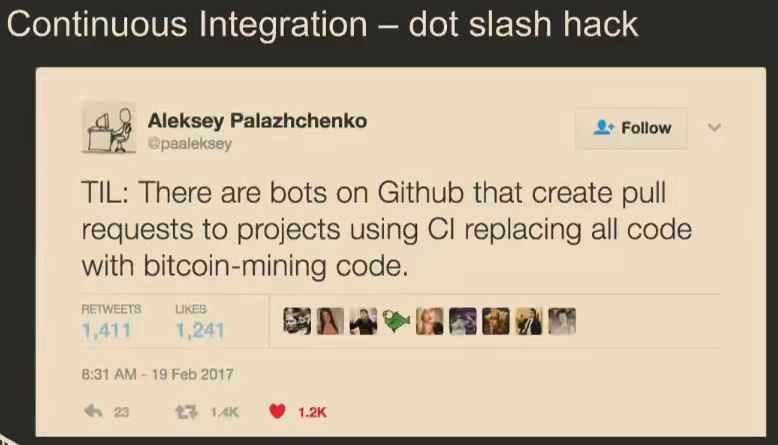 Continuous Integration – dot slash hack
Aleksey Palazhchenko
@paaleksey
Follow
TIL: There are bots on Github that create pull
requests to projects using CI replacing all code
with bitcoin-mining code.
RETWEETS LIKES
1,411 1,241
8:31 AM - 19 Feb 2017
23 1.4K 1.2K